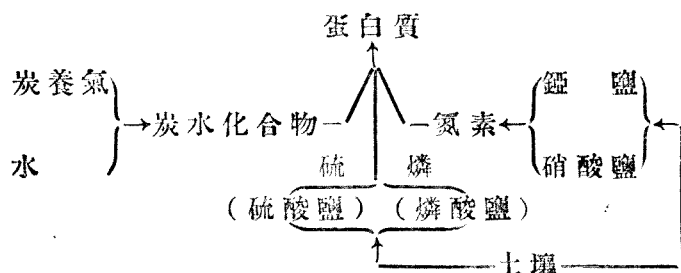 蛋白質
炭養氣
炭水化合物
氮素
錏 鹽
水
硝酸鹽
硫 燐
(硫酸鹽) (燐酸鹽)
土壤